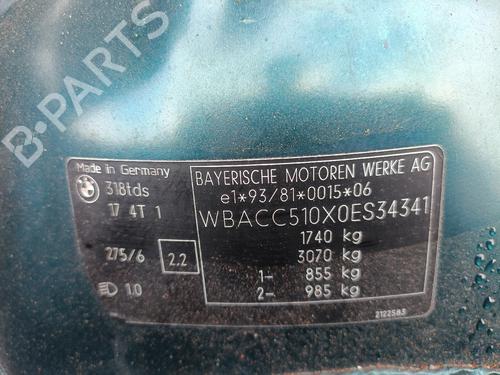 B-PARTS
Made in Germany
318tds
17 4T 1
275/6 2.2
1.0
BAYERISCHE MOTOREN WERKE AG
e1*93/81*0015*06
WBACC510X0ES34341
1740 kg
3070 kg
1- 855 kg
2- 985 kg
2122583